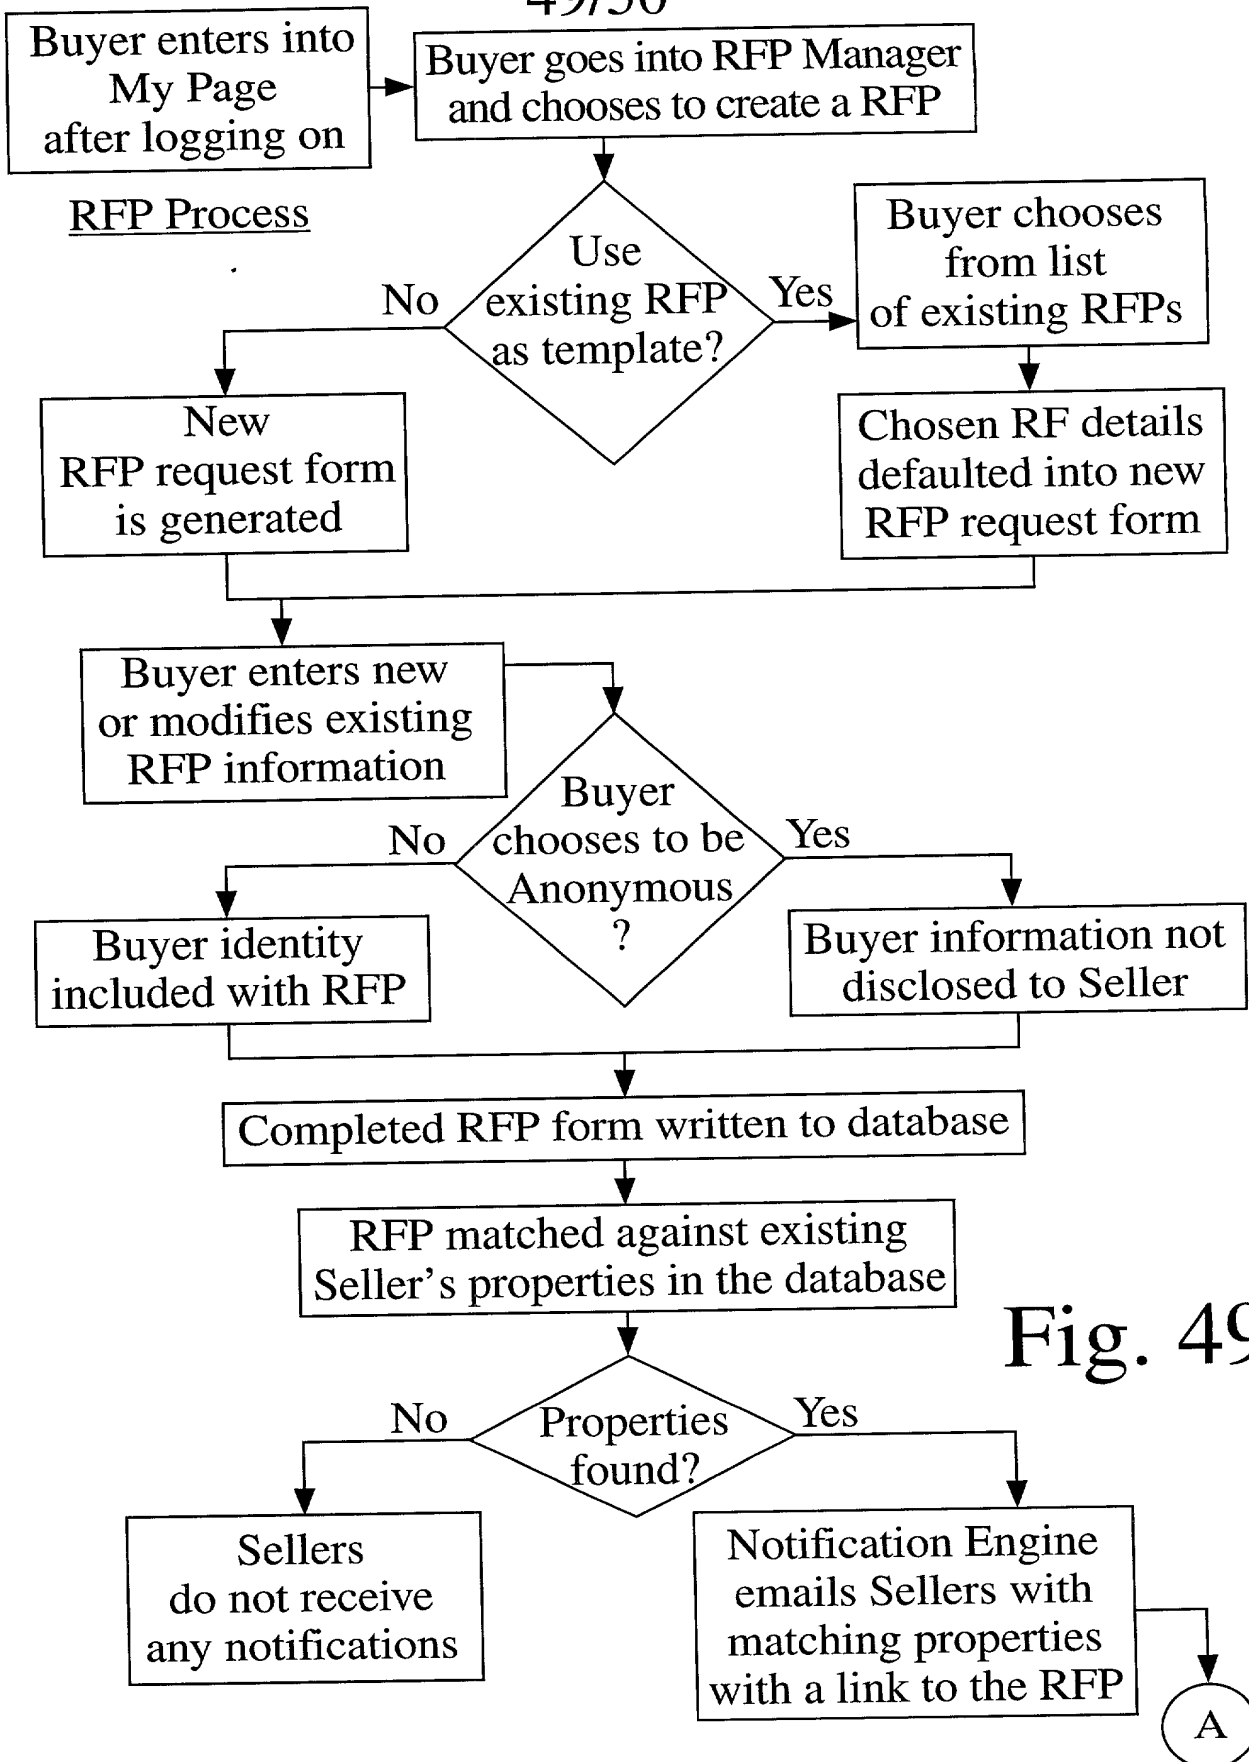 49/50
Buyer enters into
My Page
after logging on
Buyer goes into RFP Manager
and chooses to create a RFP
RFP Process
Use
existing RFP
as template?
No
Yes
Buyer chooses
from list
of existing RFPs
New
RFP request form
is generated
Chosen RF details
defaulted into new
RFP request form
Buyer enters new
or modifies existing
RFP information
Buyer
chooses to be
Anonymous
?
No
Yes
Buyer identity
included with RFP
Buyer information not
disclosed to Seller
Completed RFP form written to database
RFP matched against existing
Seller's properties in the database
Fig. 49
Properties
found?
No
Yes
Sellers
do not receive
any notifications
Notification Engine
emails Sellers with
matching properties
with a link to the RFP
A